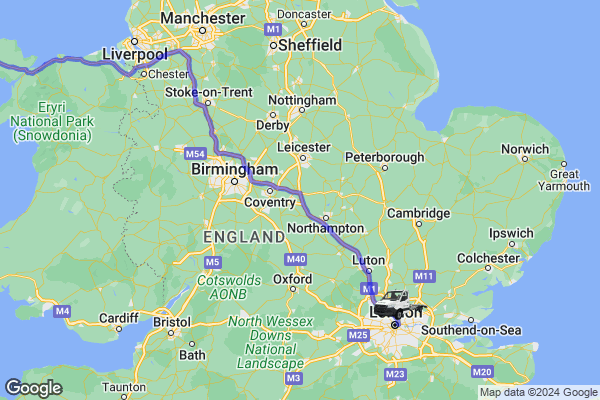 Doncaster
Manchester
M1
Liverpool
Sheffield
Chester
Stoke-on-Trent
Eryri
National Park
(Snowdonia)
Nottingham
Derby
M54
Leicester
Peterborough
Norwich
Birmingham
Great
Yarmouth
Coventry
Northampton
Cambridge
ENGLAND
Ipswich
M5
M40
Luton
Colchester
M11
Cotswolds
AONB
Oxford
M1
M4
Cardiff
Bristol
North Wessex
Downs
National
Landscape
M25
Southend-on-Sea
Bath
M3
M20
M23
Taunton
Google
Google
Map data ©2024 Google